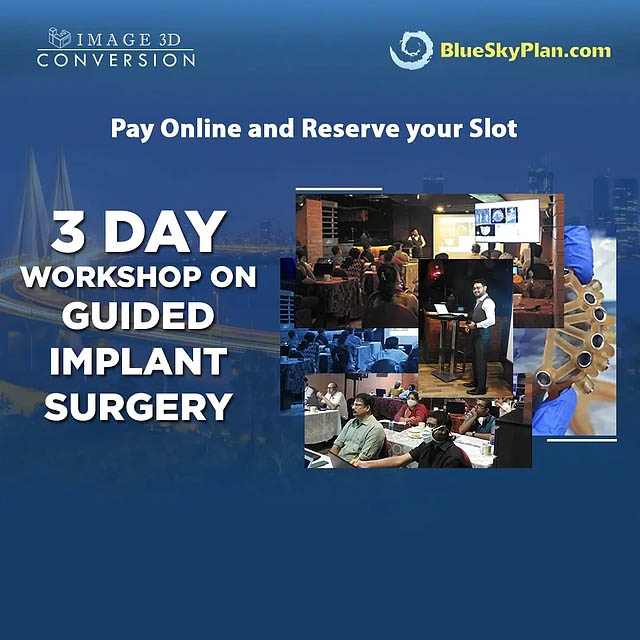 IMAGE 3D
CONVERSION
BlueSkyPlan.com
Pay Online and Reserve your Slot
3 DAY
WORKSHOP ON
GUIDED
IMPLANT
SURGERY